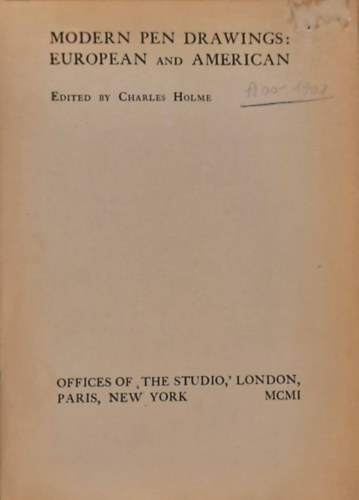 MODERN PEN DRAWINGS:
EUROPEAN AND AMERICAN
EDITED BY CHARLES HOLME
OFFICES OF ‚THE STUDIO,’ LONDON,
PARIS, NEW YORK MCMI